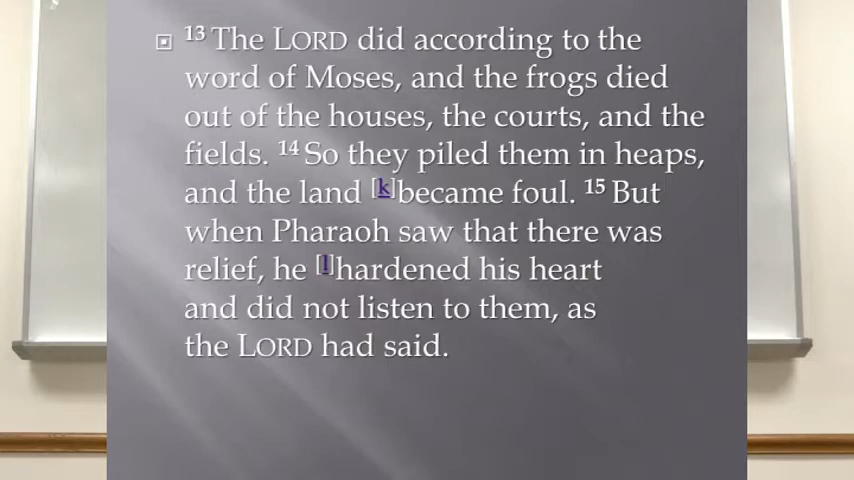 13 The LORD did according to the
word of Moses, and the frogs died
out of the houses, the courts, and the
fields. 14 So they piled them in heaps,
and the land [k]became foul. 15 But
when Pharaoh saw that there was
relief, he [l]hardened his heart
and did not listen to them, as
the LORD had said.